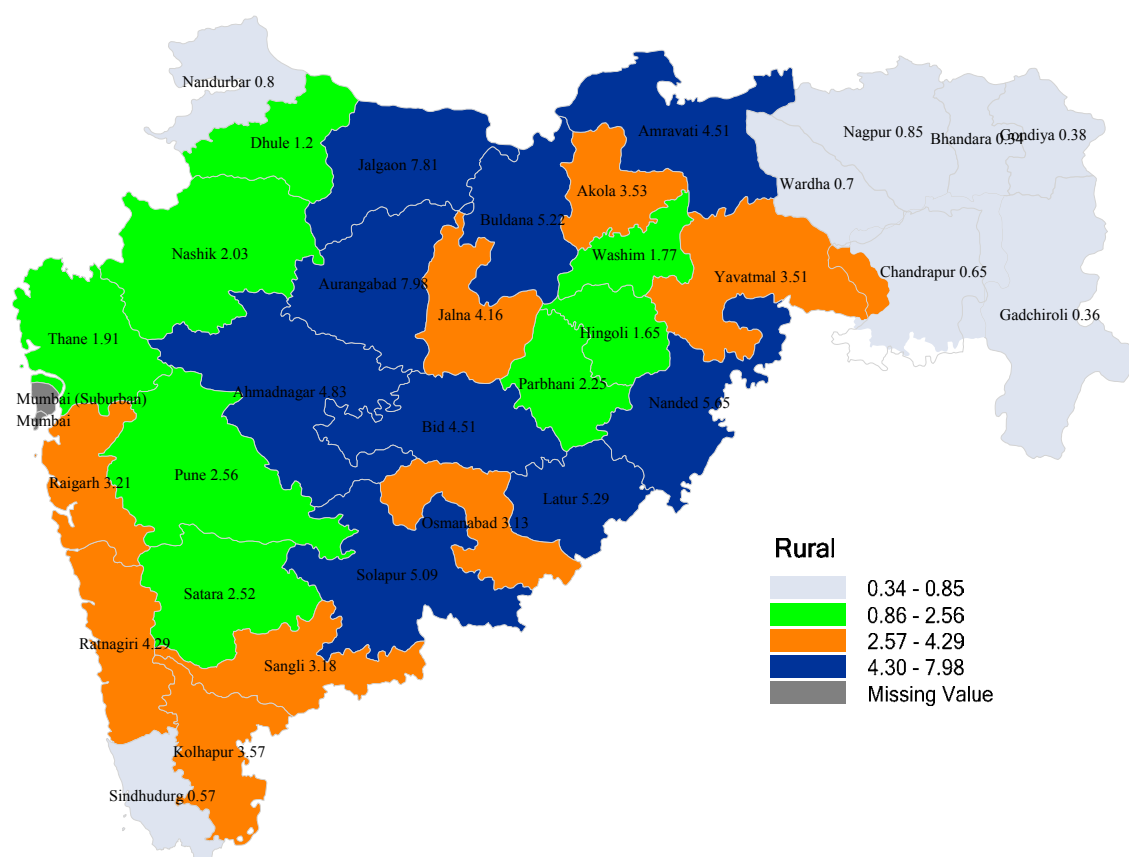 Nandurbar 0.8
Dhule 1.2
Jalgaon 7.81
Amravati 4.51
Nagpur 0.85
Bhandara 0.34
Gondiya 0.38
Akola 3.53
Wardha 0.7
Buldana 5.22
Nashik 2.03
Washim 1.77
Aurangabad 7.98
Yavatmal 3.51
Chandrapur 0.65
Jalna 4.16
Gadchiroli 0.36
Thane 1.91
Hingoli 1.65
Parbhani 2.25
Ahmadnagar 4.83
Mumbai (Suburban)
Nanded 5.65
Mumbai
Bid 4.51
Pune 2.56
Raigarh 3.21
Latur 5.29
Osmanabad 3.13
Solapur 5.09
Satara 2.52
Ratnagiri 4.29
Sangli 3.18
Kolhapur 3.57
Sindhudurg 0.57
Rural
0.34 - 0.85
0.86 - 2.56
2.57 - 4.29
4.30 - 7.98
Missing Value